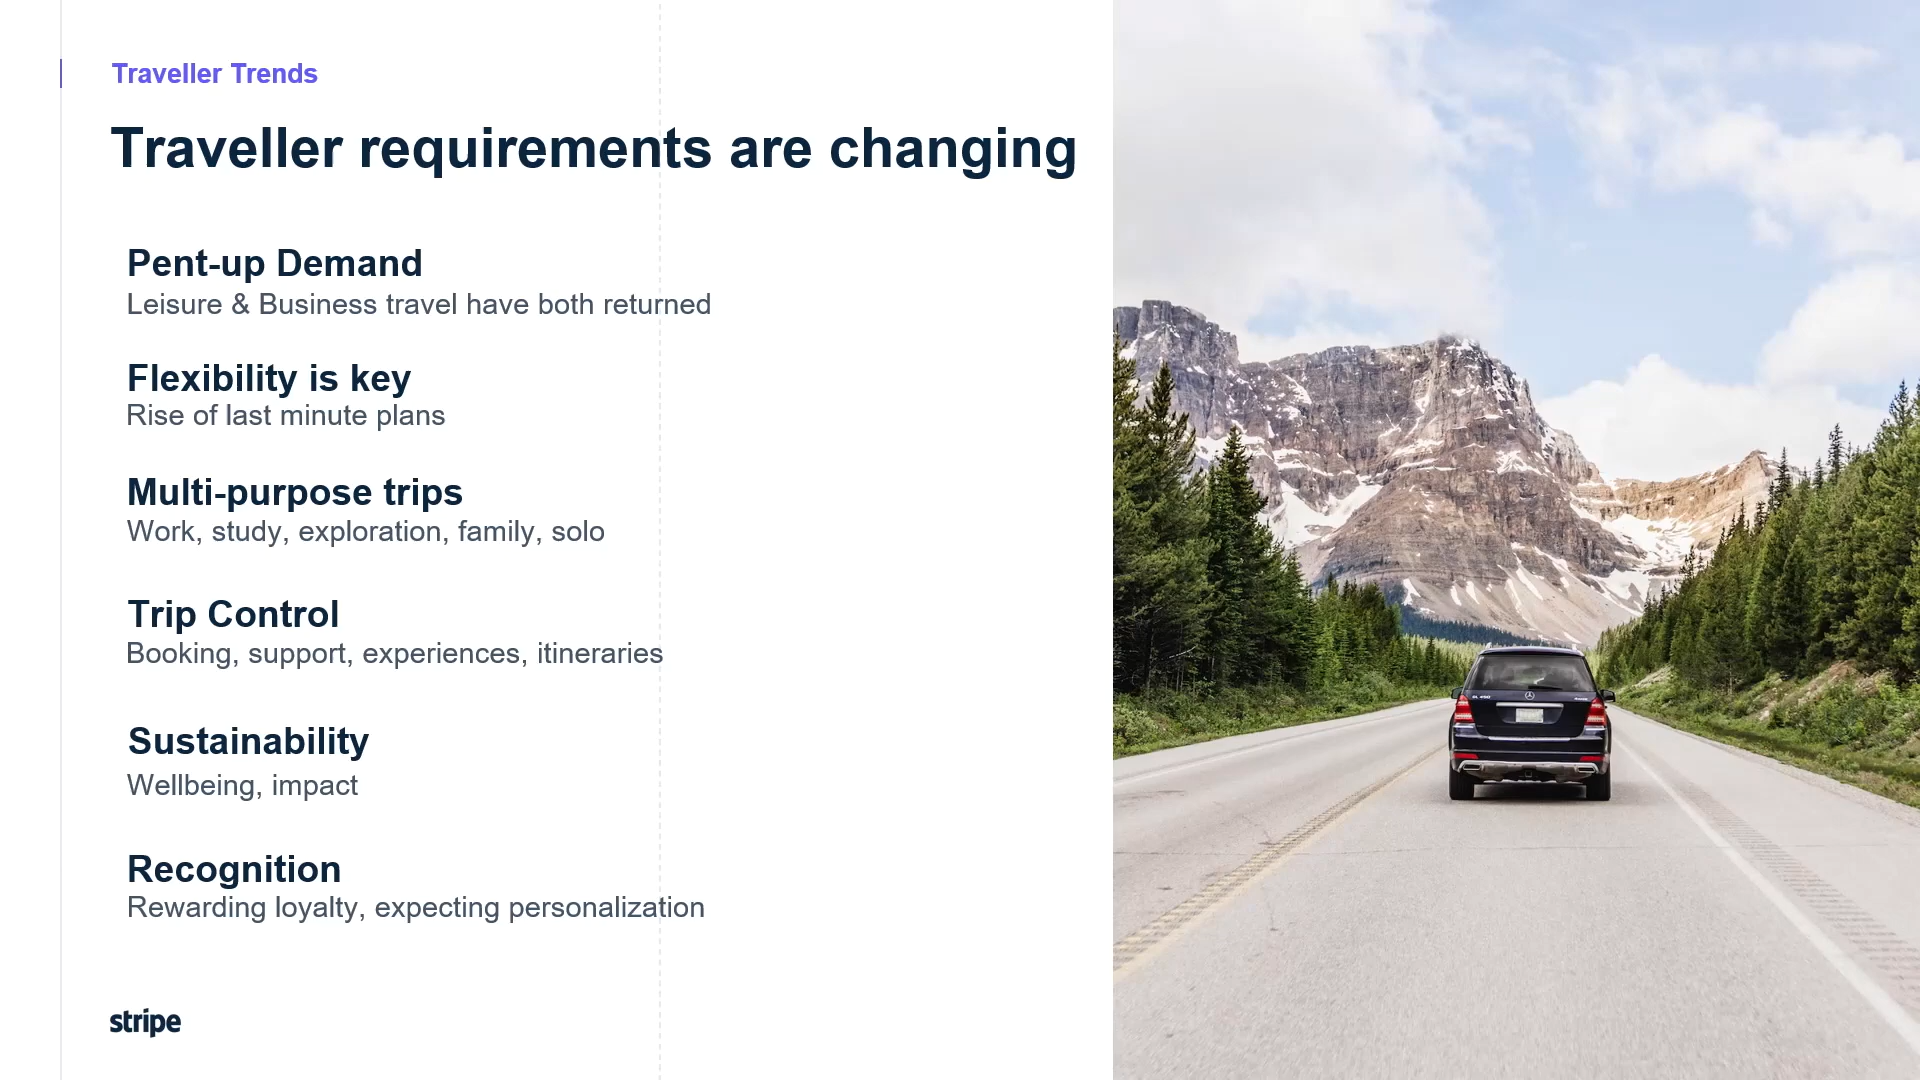 Traveller Trends
Traveller requirements are changing
Pent-up Demand
Leisure & Business travel have both returned
Flexibility is key
Rise of last minute plans
Multi-purpose trips
Work, study, exploration, family, solo
Trip Control
Booking, support, experiences, itineraries
Sustainability
Wellbeing, impact
Recognition
Rewarding loyalty, expecting personalization
stripe